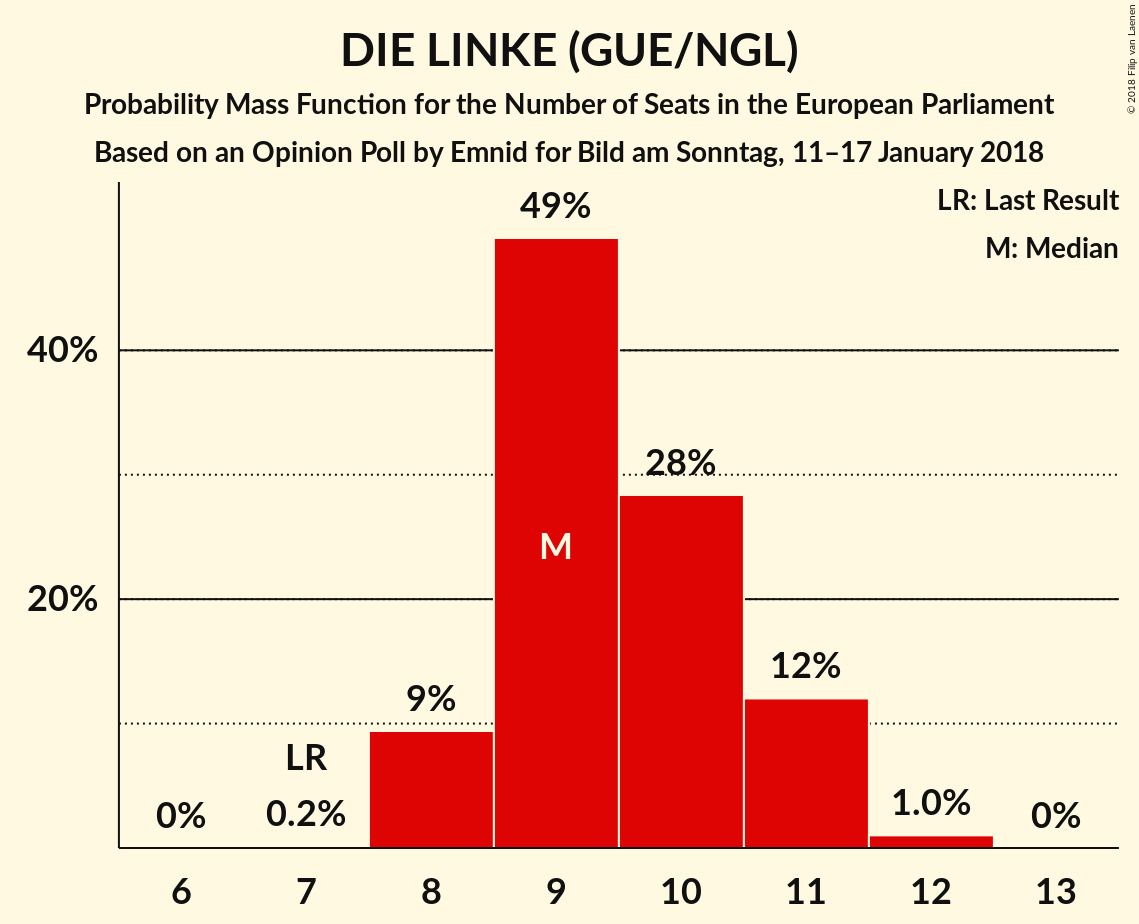 DIE LINKE (GUE/NGL)
Probability Mass Function for the Number of Seats in the European Parliament
Based on an Opinion Poll by Emnid for Bild am Sonntag, 11–17 January 2018
© 2018 Filip van Laenen
LR: Last Result
M: Median
49%
40%
28%
M
20%
12%
9%
LR
0% 0.2% 1.0% 0%
6 7 8 9 10 11 12 13